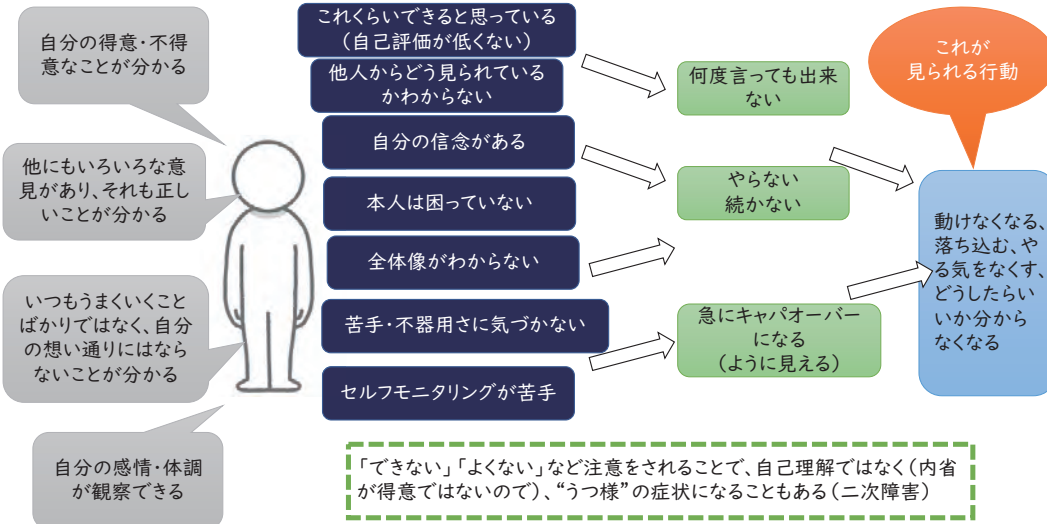 自分の得意・不得
意なことが分かる
他にもいろいろな意
見があり、それも正し
いことが分かる
いつもうまくいくこと
ばかりではなく、自分
の想い通りにはなら
ないことが分かる
自分の感情・体調
が観察できる
これくらいできると思っている
（自己評価が低くない）
他人からどう見られている
かわからない
自分の信念がある
本人は困っていない
全体像がわからない
苦手・不器用さに気づかない
セルフモニタリングが苦手
何度言っても出来
ない
やらない
続かない
急にキャパオーバー
になる
（ように見える）
これが
見られる行動
動けなくなる、
落ち込む、や
る気をなくす、
どうしたらい
いか分から
なくなる
「できない」「よくない」など注意をされることで、自己理解ではなく（内省
が得意ではないので）、“うつ様”の症状になることもある（二次障害）